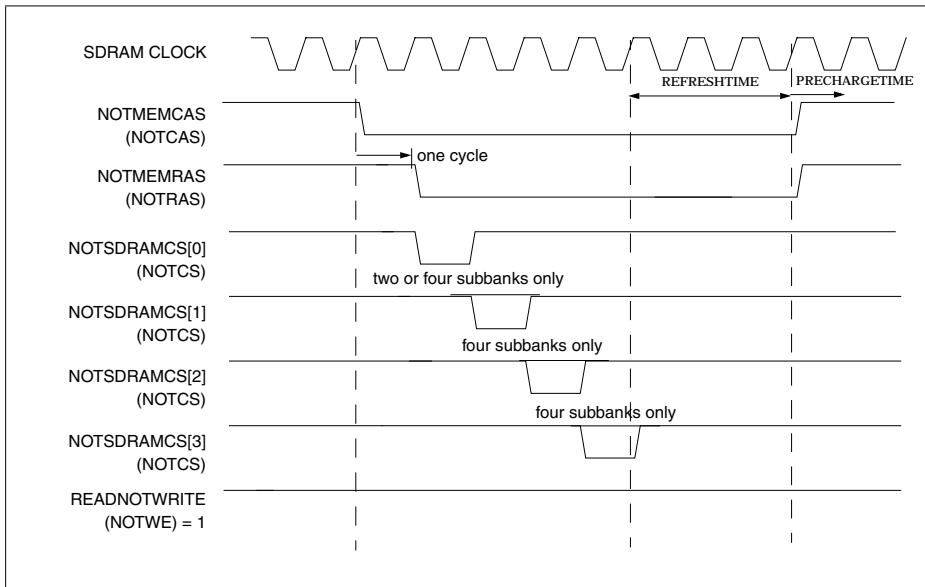 SDRAM CLOCK
REFRESHTIME
PRECHARGETIME
NOTMEMCAS
(NOTCAS)
one cycle
NOTMEMRAS
(NOTRAS)
NOTSDRAMCS[0]
(NOTCS)
two or four subbanks only
NOTSDRAMCS[1]
(NOTCS)
four subbanks only
NOTSDRAMCS[2]
(NOTCS)
four subbanks only
NOTSDRAMCS[3]
(NOTCS)
READNOTWRITE
(NOTWE) = 1